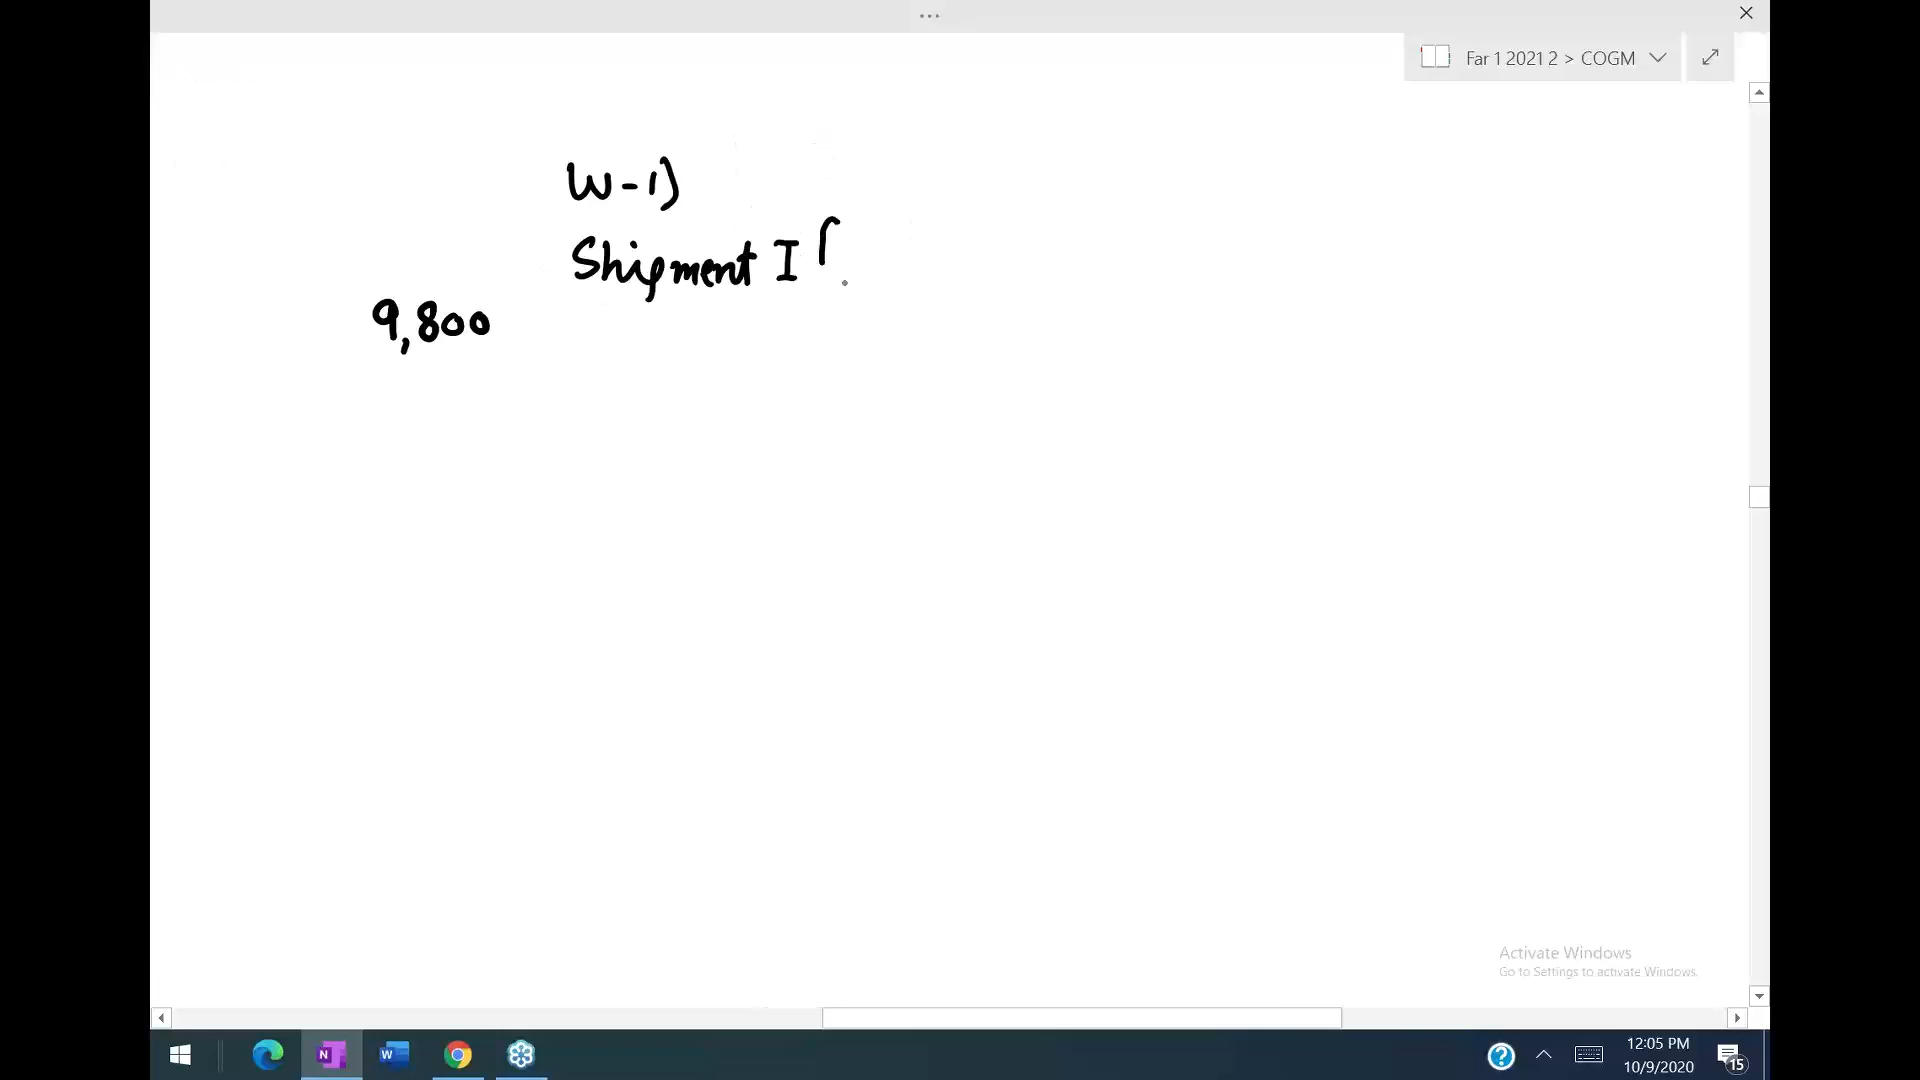 Far 1 2021 2 > COGM
W-1)
Shipment I (
9,800
Activate Windows
Go to Settings to activate Windows.
12:05 PM
10/9/2020
15